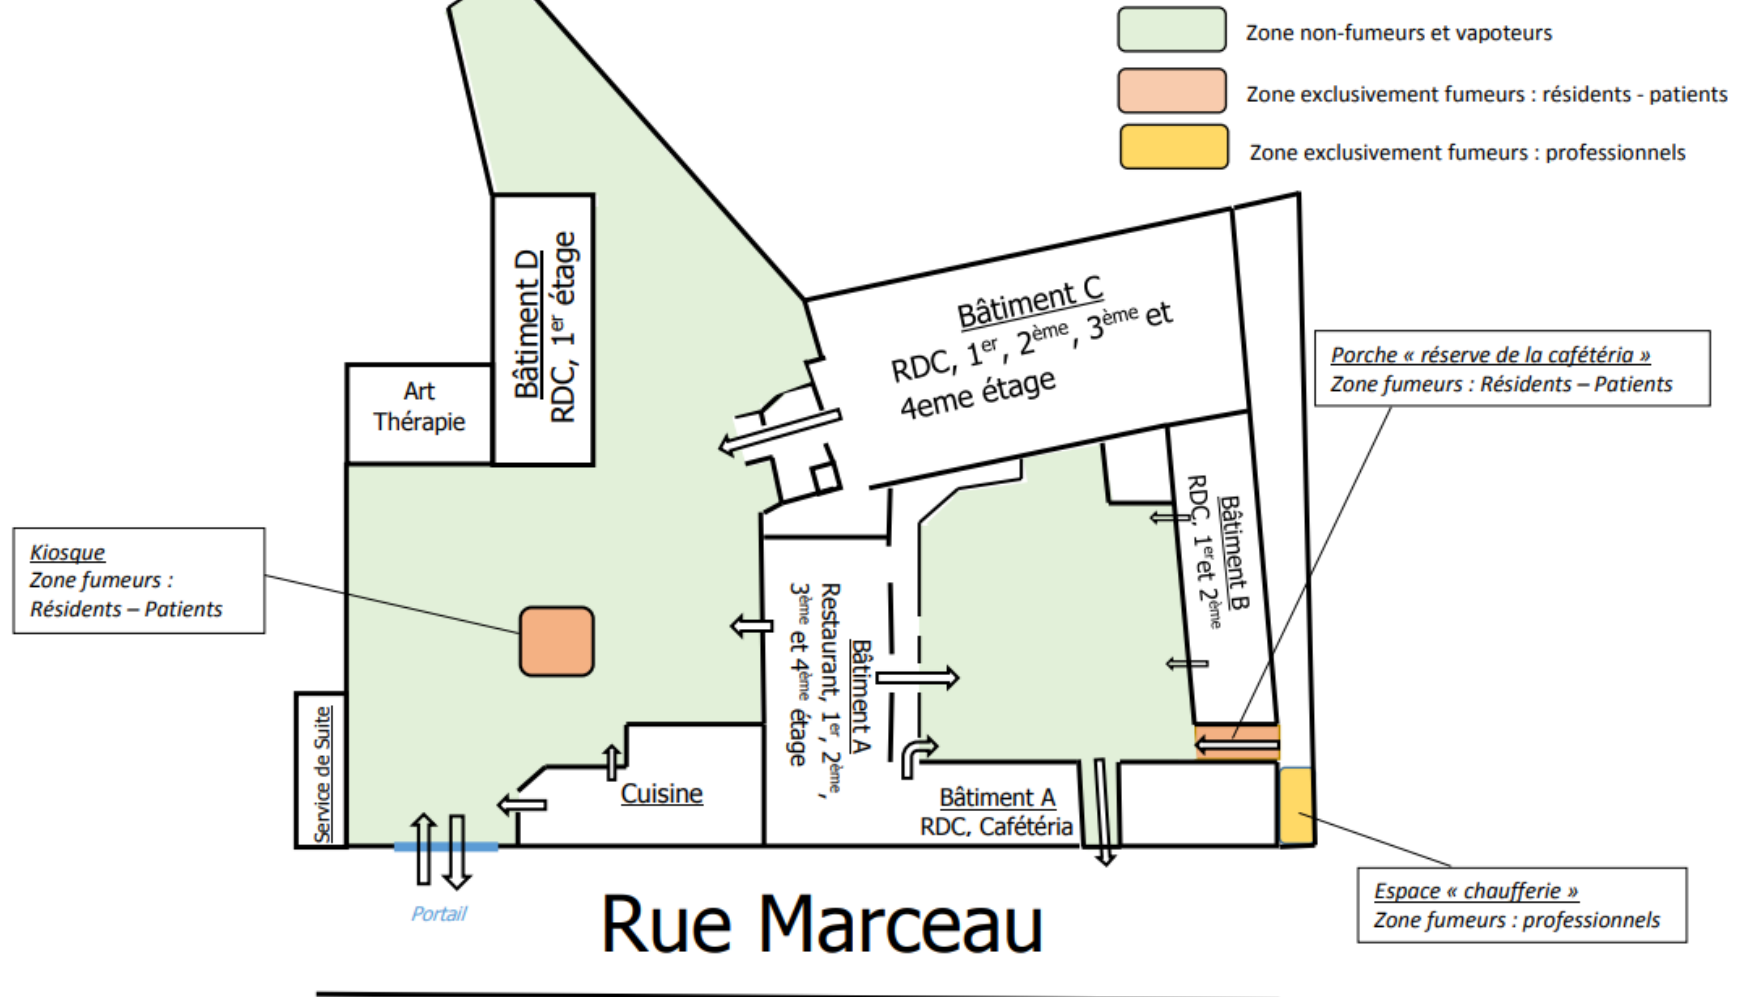 Zone non-fumeurs et vapoteurs
Zone exclusivement fumeurs : résidents - patients
Zone exclusivement fumeurs : professionnels
Bâtiment D
RDC, 1er étage
Bâtiment C
RDC, 1er, 2ème, 3ème et
4eme étage
Porche « réserve de la cafétéria »
Zone fumeurs : Résidents – Patients
Art
Thérapie
Bâtiment B
RDC, 1er et 2ème
Kiosque
Zone fumeurs :
Résidents – Patients
Bâtiment A
Restaurant, 1er, 2ème,
3ème et 4ème étage
Service de Suite
Cuisine
Bâtiment A
RDC, Cafétéria
Portail
Rue Marceau
Espace « chaufferie »
Zone fumeurs : professionnels